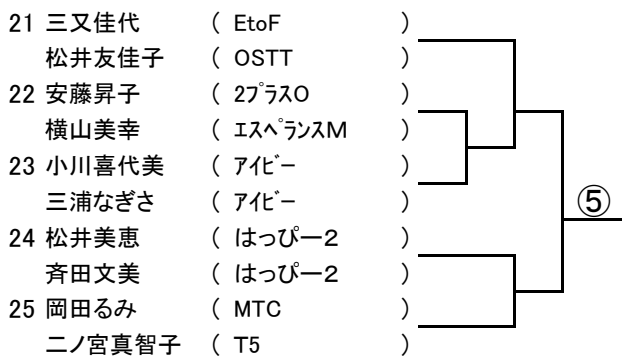 21 三又佳代 ( EtoF )
松井友佳子 ( OSTT )
22 安藤昇子 ( 2プラスO )
横山美幸 ( エスペランスM )
23 小川喜代美 ( アイビー )
三浦なぎさ ( アイビー )
24 松井美恵 ( はっぴー2 )
斉田文美 ( はっぴー2 )
25 岡田るみ ( MTC )
二ノ宮真智子 ( T5 )
⑤